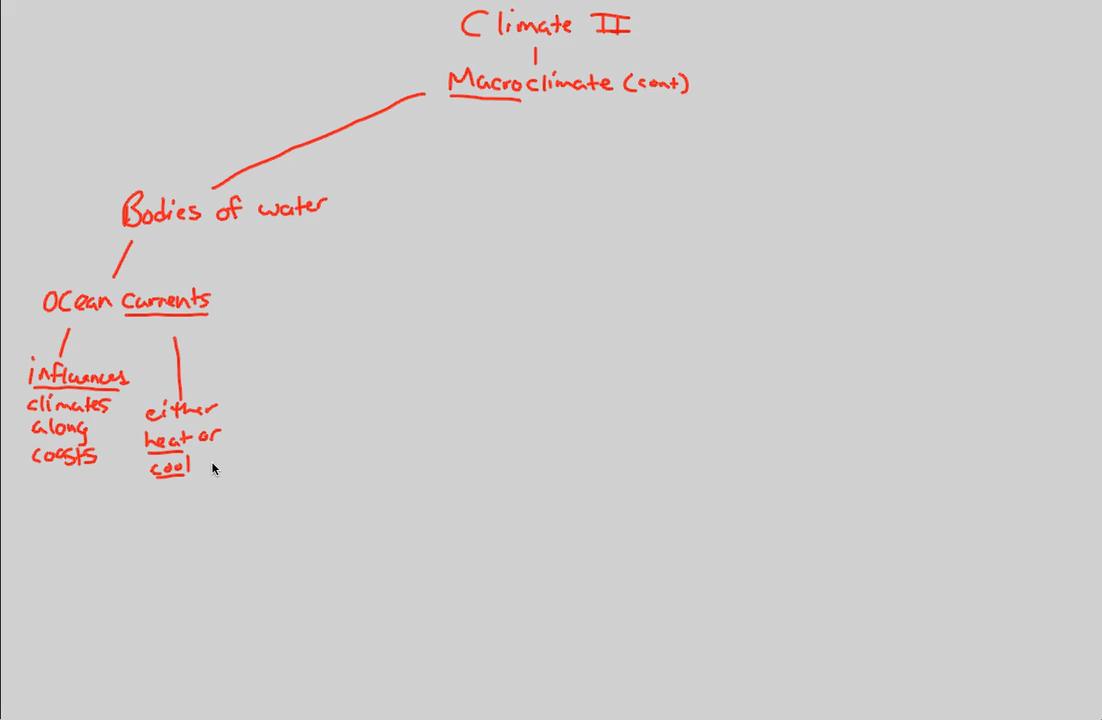 Climate II
Macroclimate (cont)
Bodies of water
Ocean currents
influences
climates
along
coasts
either
heat or
cool